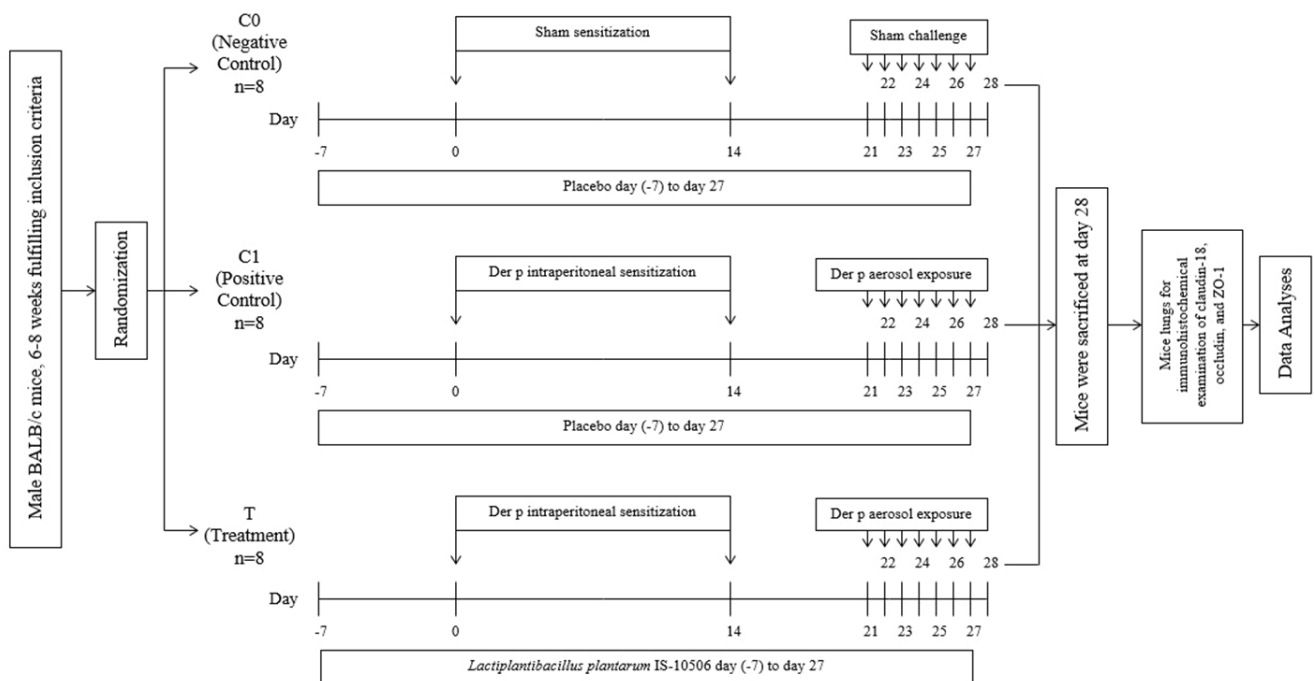 Male BALB/c mice, 6-8 weeks fulfilling inclusion criteria
Randomization
C0
(Negative
Control)
n=8
Sham sensitization
Sham challenge
22 24 26 28
Day
-7 0 14 21 23 25 27
Placebo day (-7) to day 27
C1
(Positive
Control)
n=8
Der p intraperitoneal sensitization
Der p aerosol exposure
22 24 26 28
Day
-7 0 14 21 23 25 27
Placebo day (-7) to day 27
T
(Treatment)
n=8
Der p intraperitoneal sensitization
Der p aerosol exposure
22 24 26 28
Day
-7 0 14 21 23 25 27
Lactiplantibacillus plantarum IS-10506 day (-7) to day 27
Mice were sacrificed at day 28
Mice lungs for
immunohistochemical
examination of claudin-18,
occludin, and ZO-1
Data Analyses